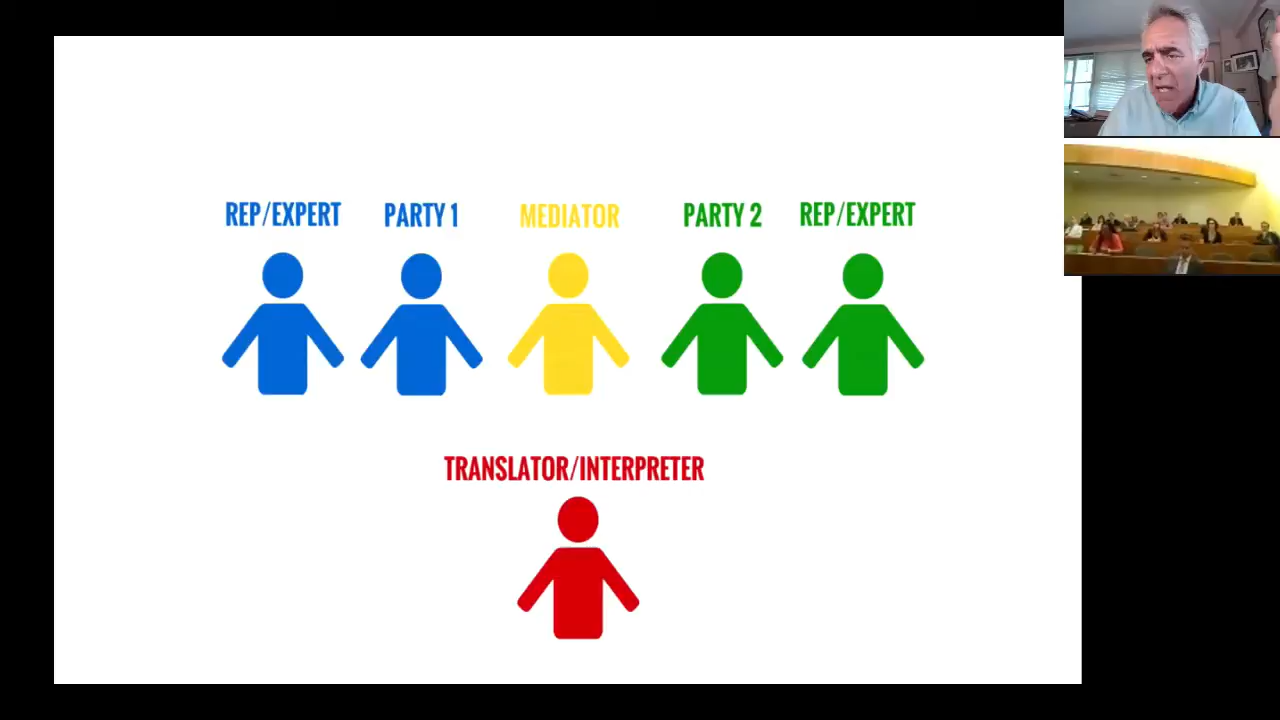 REP/EXPERT PARTY 1 MEDIATOR PARTY 2 REP/EXPERT
TRANSLATOR/INTERPRETER